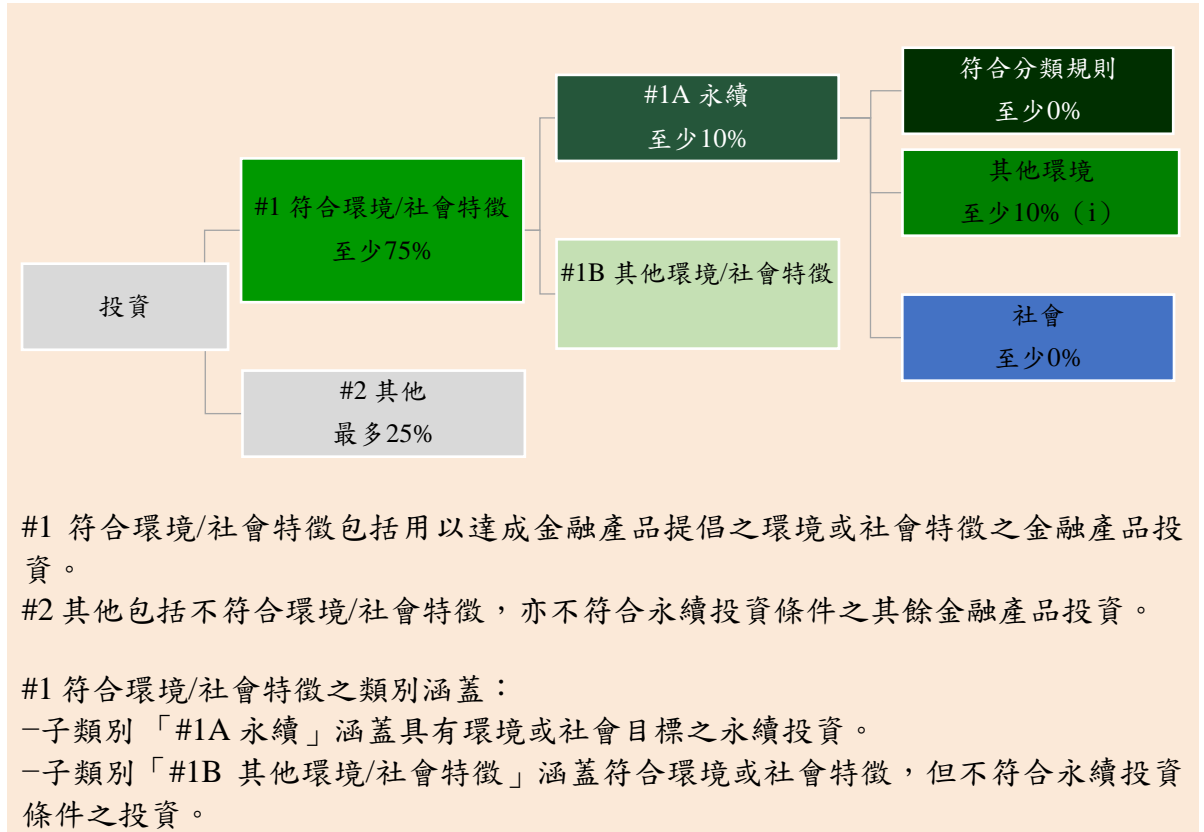 投資
#1 符合環境/社會特徵
至少75%
#2 其他
最多25%
#1A 永續
至少10%
#1B 其他環境/社會特徵
符合分類規則
至少0%
其他環境
至少10%（i）
社會
至少0%
#1 符合環境/社會特徵包括用以達成金融產品提倡之環境或社會特徵之金融產品投
資。
#2 其他包括不符合環境/社會特徵，亦不符合永續投資條件之其餘金融產品投資。
#1 符合環境/社會特徵之類別涵蓋：
−子類別 「#1A 永續」涵蓋具有環境或社會目標之永續投資。
−子類別「#1B 其他環境/社會特徵」涵蓋符合環境或社會特徵，但不符合永續投資
條件之投資。